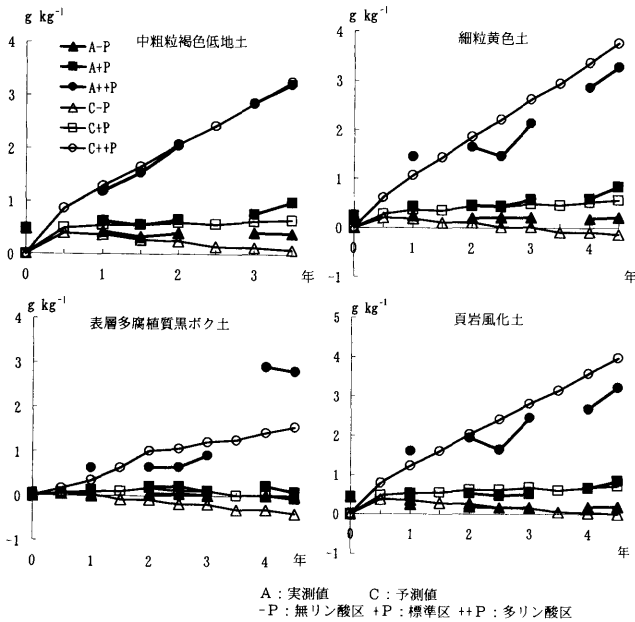 g kg⁻¹
中粗粒褐色低地土
4
3
2
1
0
A-P
A+P
A++P
C-P
C+P
C++P
0 1 2 3 年
g kg⁻¹
細粒黄色土
4
3
2
1
0
-1
0 1 2 3 4 年
g kg⁻¹
表層多腐植質黒ボク土
4
3
2
1
0
-1
0 1 2 3 4 年
g kg⁻¹
頁岩風化土
5
4
3
2
1
0
-1
0 1 2 3 4 年
A：実測値 C：予測値
-P：無リン酸区 +P：標準区 ++P：多リン酸区